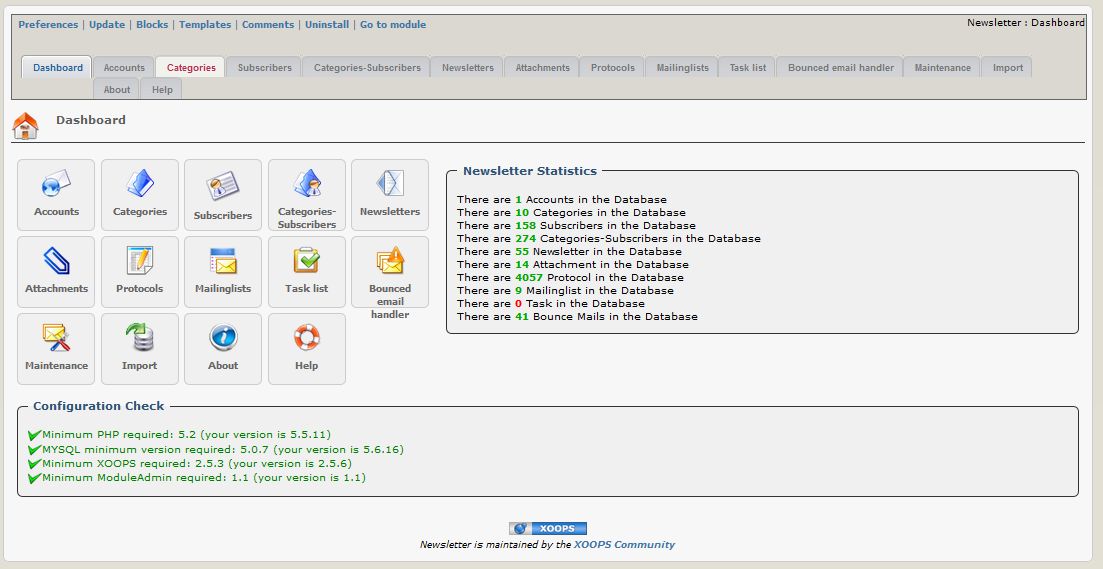 Preferences | Update | Blocks | Templates | Comments | Uninstall | Go to module
Newsletter : Dashboard
Dashboard Accounts Categories Subscribers Categories-Subscribers Newsletters Attachments Protocols Mailinglists Task list Bounced email handler Maintenance Import
About Help
Dashboard
Accounts
Categories
Subscribers
Categories-
Subscribers
Newsletters
Attachments
Protocols
Mailinglists
Task list
Bounced
email
handler
Maintenance
Import
About
Help
Newsletter Statistics
There are 1 Accounts in the Database
There are 10 Categories in the Database
There are 158 Subscribers in the Database
There are 274 Categories-Subscribers in the Database
There are 55 Newsletter in the Database
There are 14 Attachment in the Database
There are 4057 Protocol in the Database
There are 9 Mailinglist in the Database
There are 0 Task in the Database
There are 41 Bounce Mails in the Database
Configuration Check
Minimum PHP required: 5.2 (your version is 5.5.11)
MYSQL minimum version required: 5.0.7 (your version is 5.6.16)
Minimum XOOPS required: 2.5.3 (your version is 2.5.6)
Minimum ModuleAdmin required: 1.1 (your version is 1.1)
XOOPS
Newsletter is maintained by the XOOPS Community